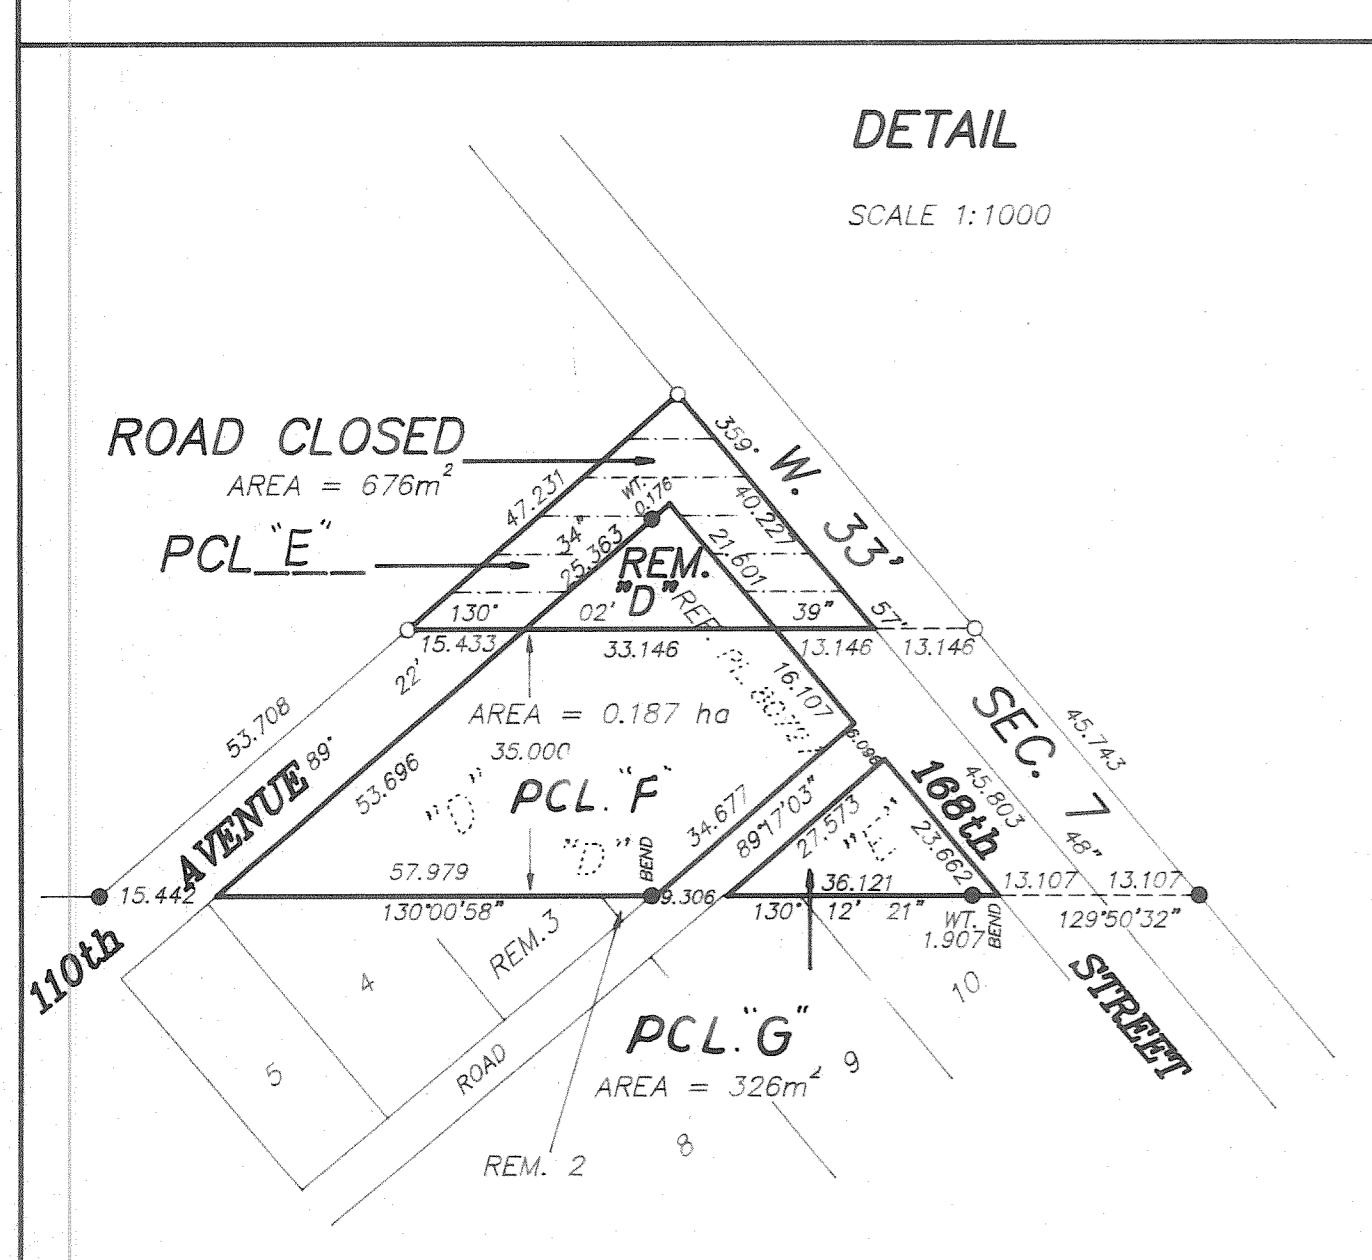 DETAIL
SCALE 1:1000
ROAD CLOSED
AREA = 676m²
PCL "E"
47.231
WT.
0.176
34"
25.363
REM.
"D"
21.601
359°
40.227
57'
W. 33'
SEC. 7
130° 02' 39"
15.433 33.146 13.146 13.146
22'
53.708
89°
AVENUE
53.696
AREA = 0.187 ha
35.000
"D"
PCL. "F"
"D"
BEND
57.979
REF. PL.
16.107
6.096
34.677
89°17'03"
27.573
168th
23.662
45.803
48"
45.743
15.442
130°00'58"
9.306
36.121
130° 12' 21"
WT.
1.907
BEND
13.107 13.107
129°50'32"
110th
REM. 3
4
5
ROAD
REM. 2
PCL. "G"
AREA = 326m²
8
9
10
STREET